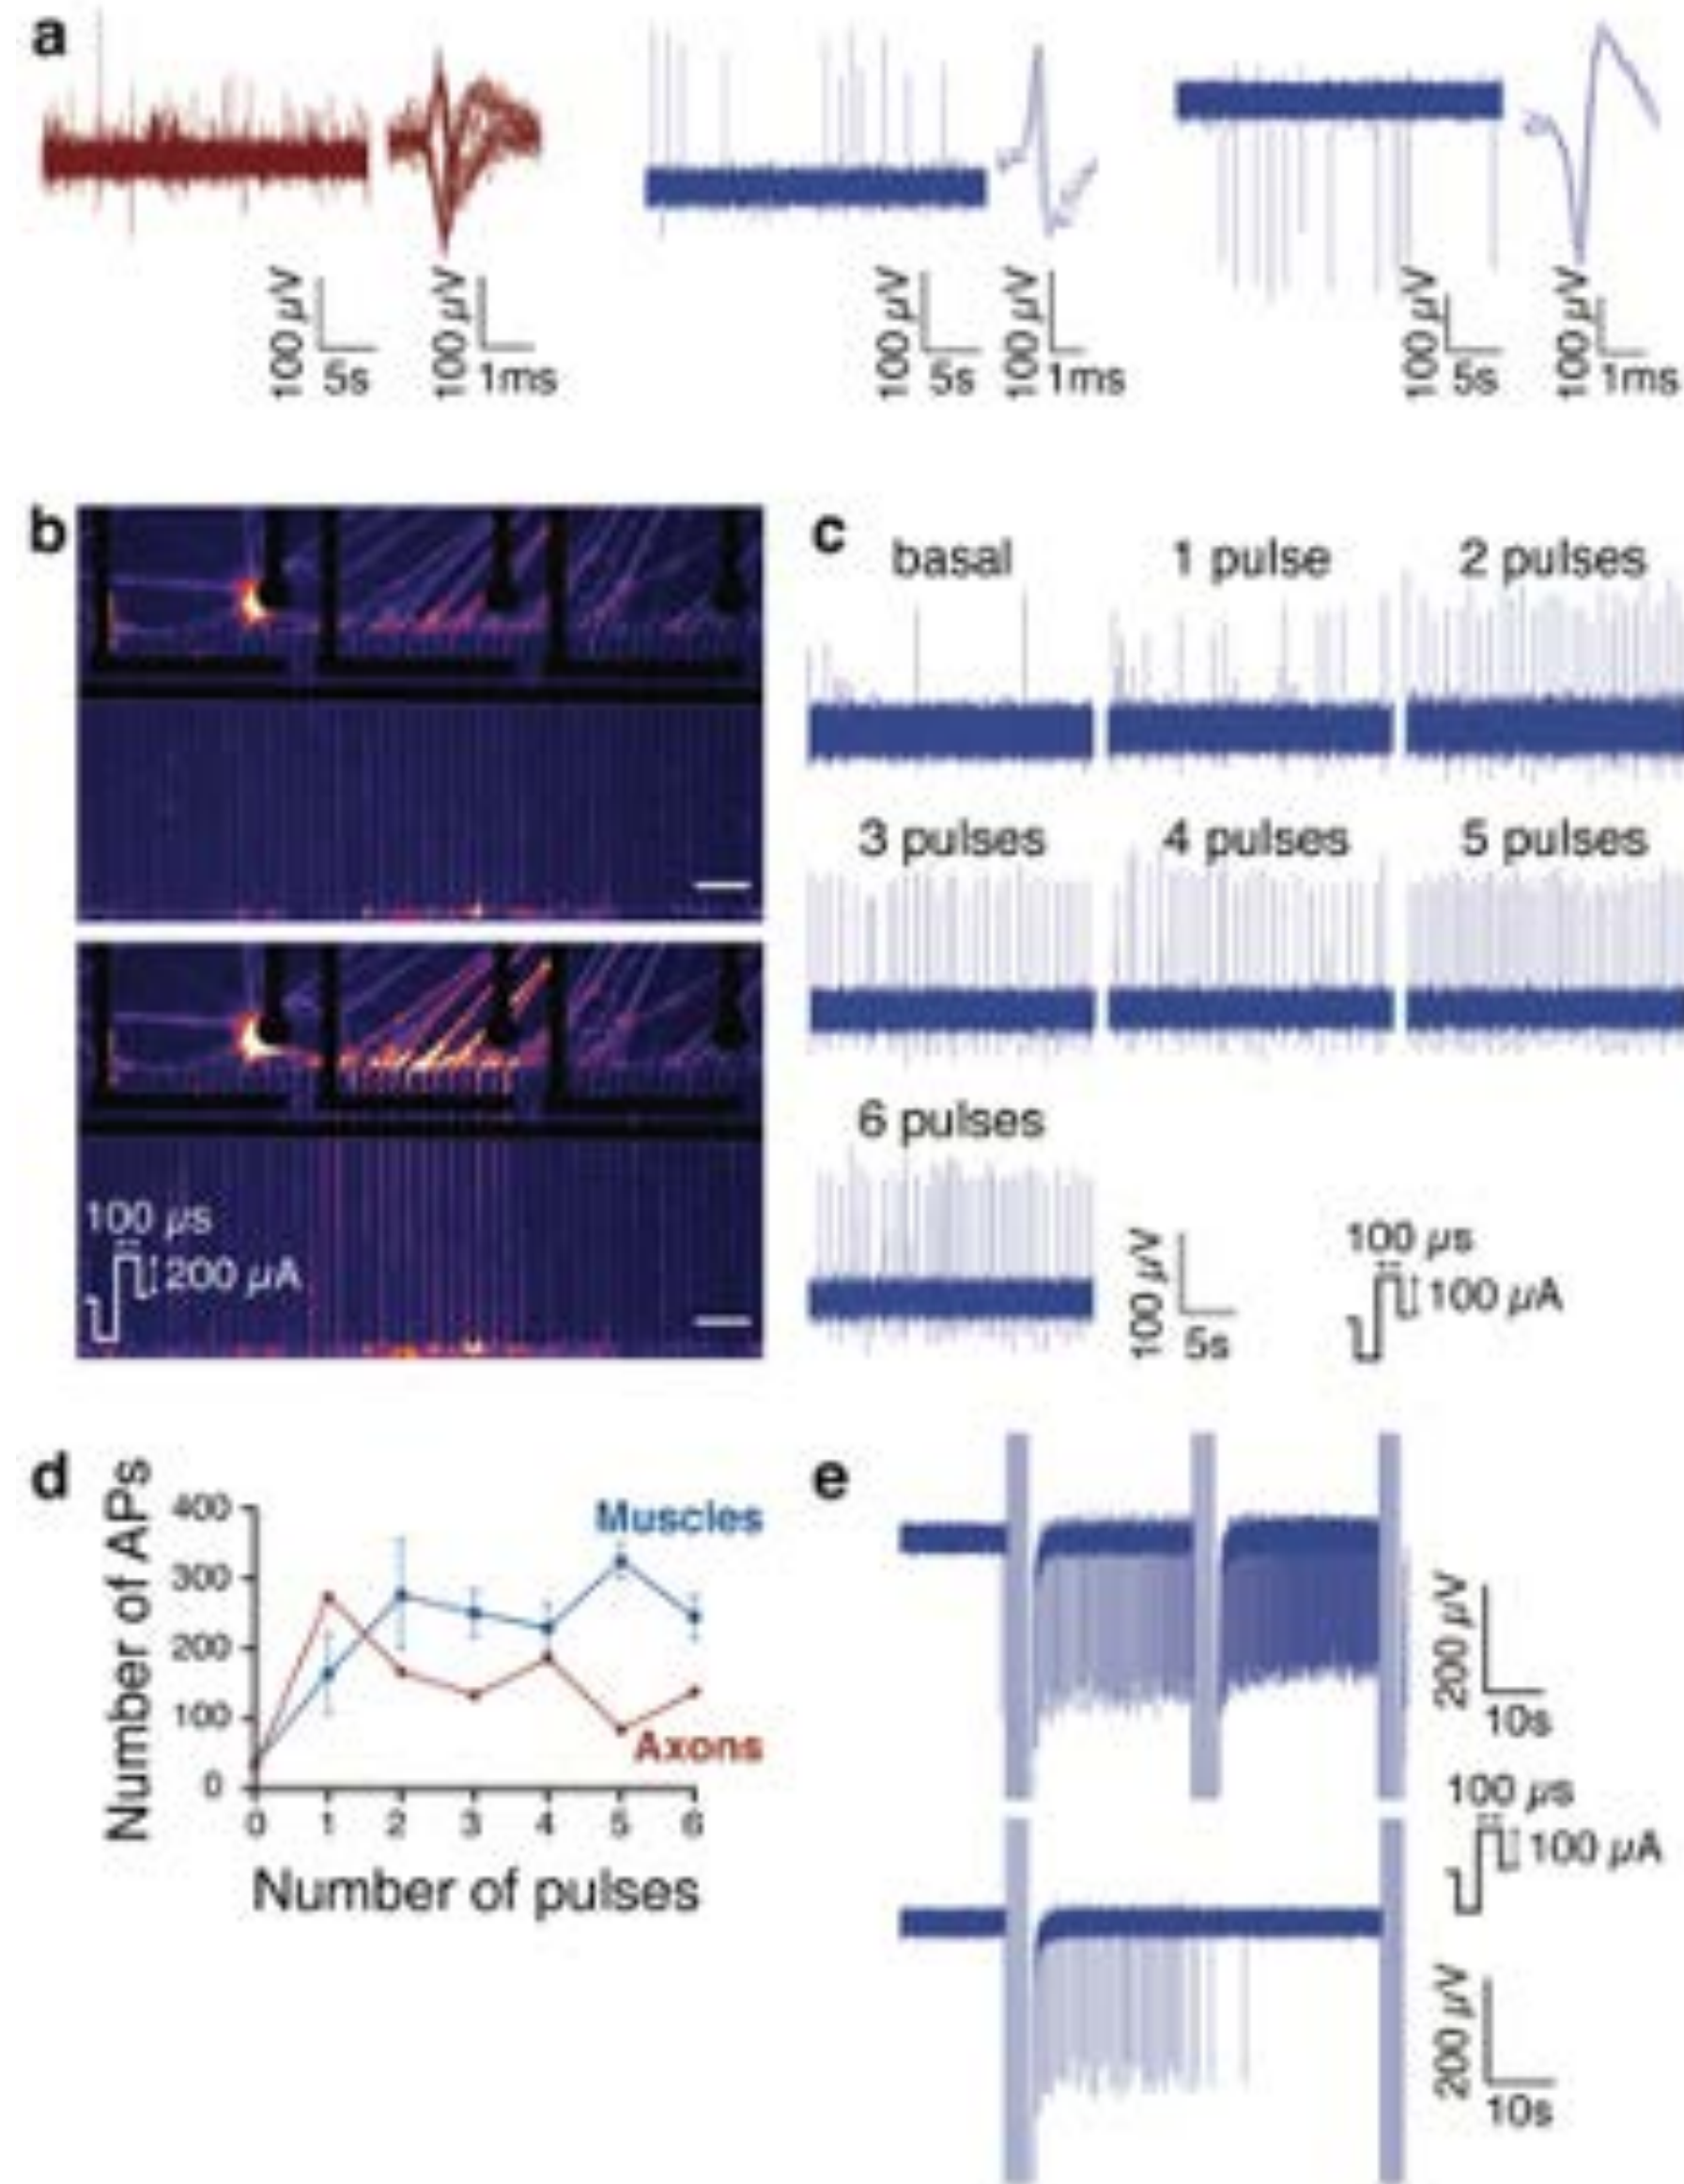 a
100 µV
5s
100 µV
1ms
100 µV
5s
100 µV
1ms
100 µV
5s
100 µV
1ms
b
100 µs
200 µA
c
basal
1 pulse
2 pulses
3 pulses
4 pulses
5 pulses
6 pulses
100 µV
5s
100 µs
100 µA
d
Number of APs
400
300
200
100
0
Muscles
Axons
0 1 2 3 4 5 6
Number of pulses
e
200 µV
10s
100 µs
100 µA
200 µV
10s